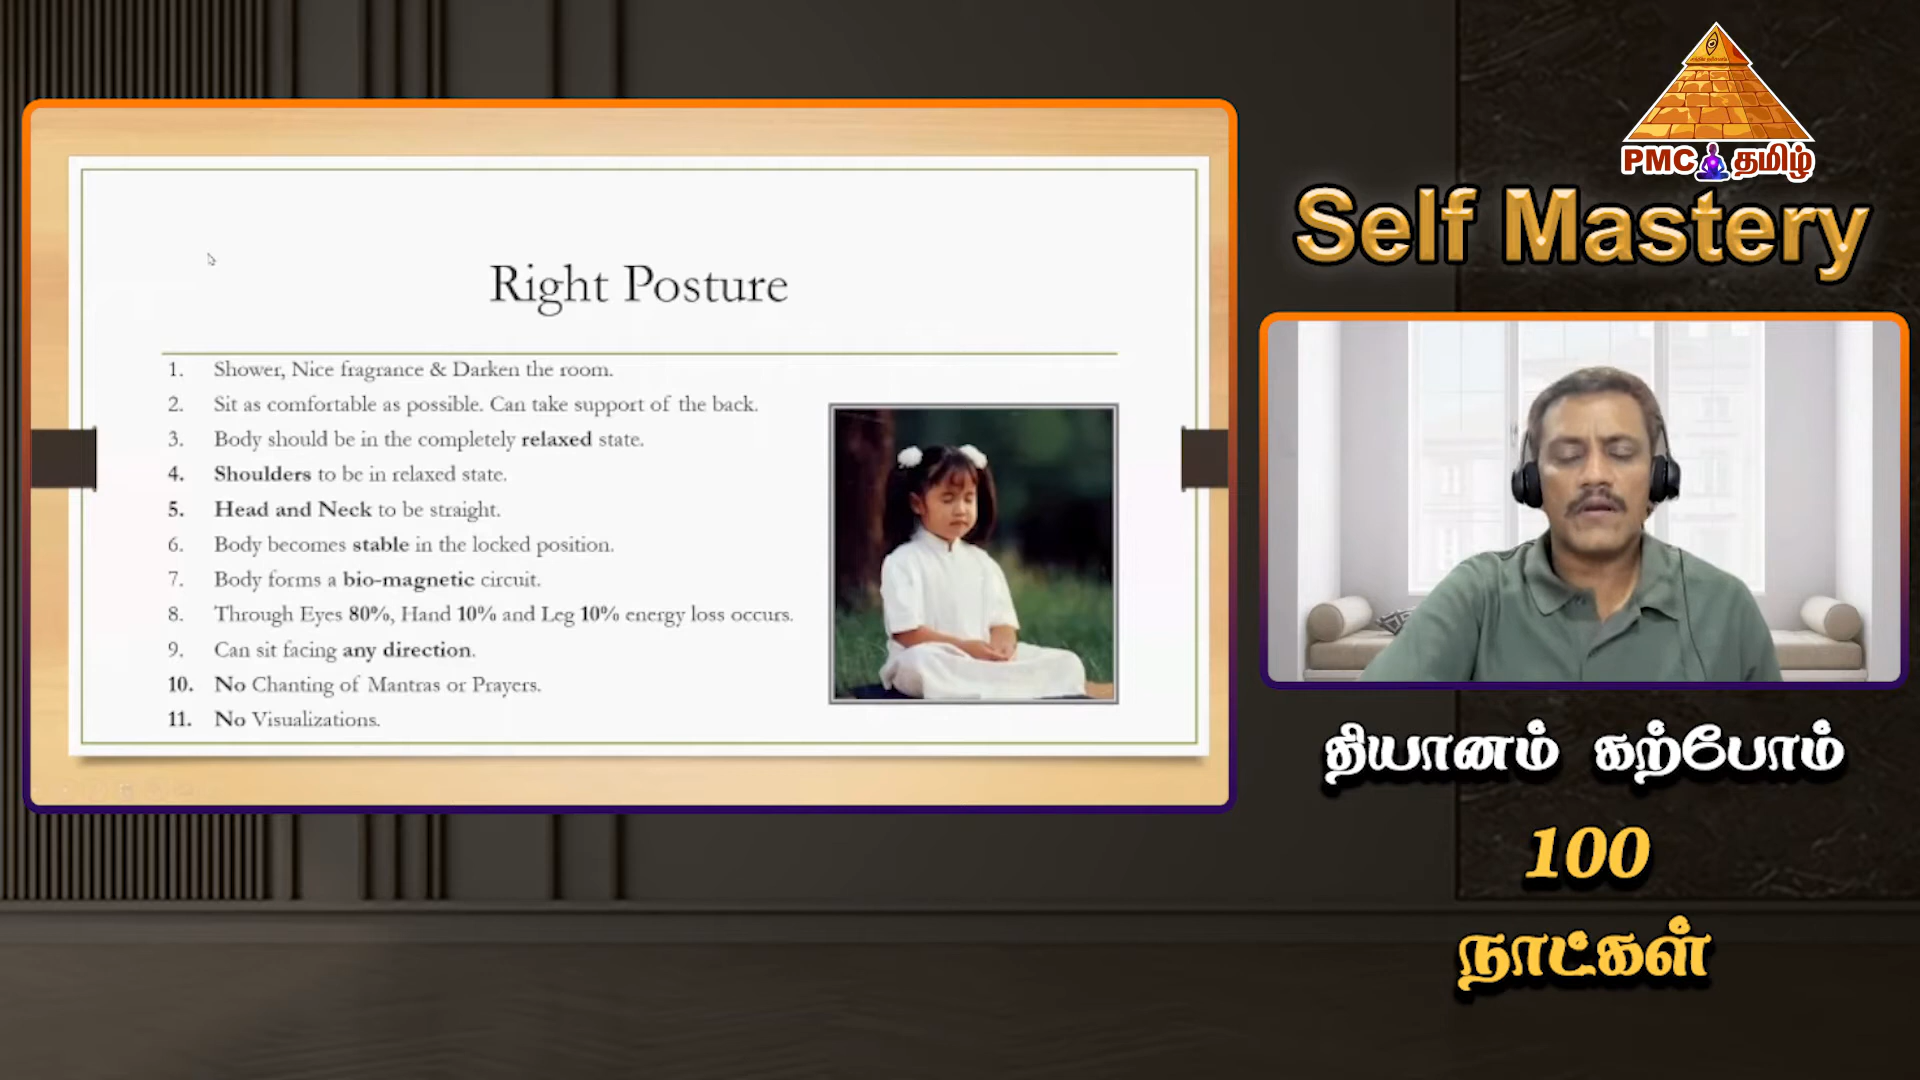 Right Posture
1. Shower, Nice fragrance & Darken the room.
2. Sit as comfortable as possible. Can take support of the back.
3. Body should be in the completely relaxed state.
4. Shoulders to be in relaxed state.
5. Head and Neck to be straight.
6. Body becomes stable in the locked position.
7. Body forms a bio-magnetic circuit.
8. Through Eyes 80%, Hand 10% and Leg 10% energy loss occurs.
9. Can sit facing any direction.
10. No Chanting of Mantras or Prayers.
11. No Visualizations.
PMC தமிழ்
Self Mastery
தியானம் கற்போம்
100
நாட்கள்